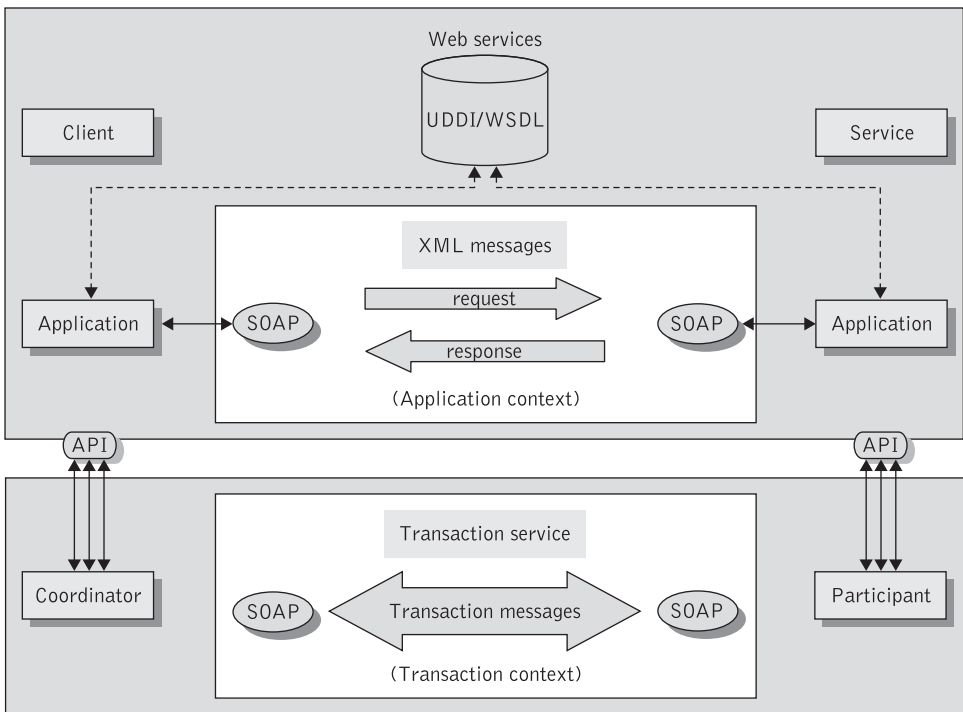 Web services
UDDI/WSDL
Client
Service
XML messages
request
Application
SOAP
SOAP
Application
response
(Application context)
API
API
Transaction service
Coordinator
SOAP
Transaction messages
SOAP
Participant
(Transaction context)